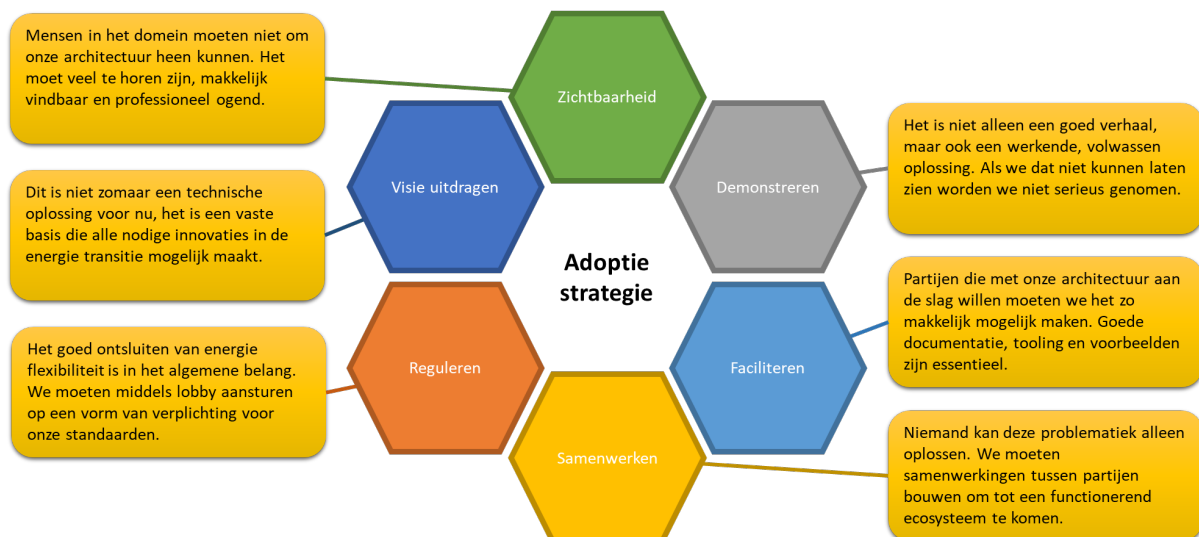 Mensen in het domein moeten niet om
onze architectuur heen kunnen. Het
moet veel te horen zijn, makkelijk
vindbaar en professioneel ogend.
Zichtbaarheid
Visie uitdragen
Demonstreren
Het is niet alleen een goed verhaal,
maar ook een werkende, volwassen
oplossing. Als we dat niet kunnen laten
zien worden we niet serieus genomen.
Dit is niet zomaar een technische
oplossing voor nu, het is een vaste
basis die alle nodige innovaties in de
energie transitie mogelijk maakt.
Adoptie
strategie
Partijen die met onze architectuur aan
de slag willen moeten we het zo
makkelijk mogelijk maken. Goede
documentatie, tooling en voorbeelden
zijn essentieel.
Het goed ontsluiten van energie
flexibiliteit is in het algemene belang.
We moeten middels lobby aansturen
op een vorm van verplichting voor
onze standaarden.
Reguleren
Faciliteren
Samenwerken
Niemand kan deze problematiek alleen
oplossen. We moeten
samenwerkingen tussen partijen
bouwen om tot een functionerend
ecosysteem te komen.